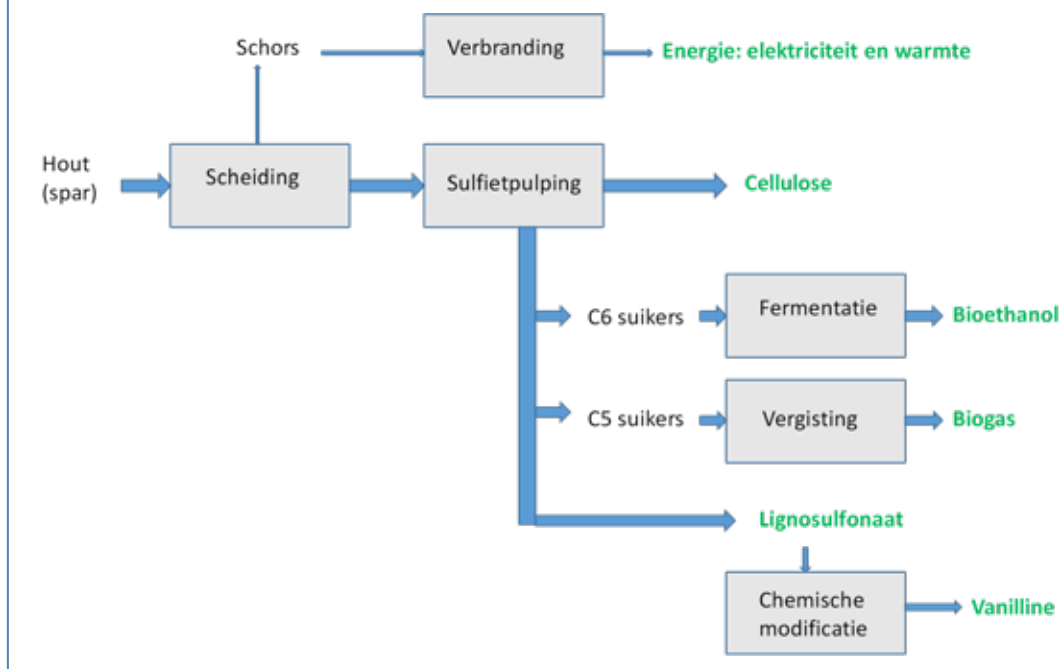 Schors
Verbranding
Energie: elektriciteit en warmte
Hout
(spar)
Scheiding
Sulfietpulping
Cellulose
C6 suikers
Fermentatie
Bioethanol
C5 suikers
Vergisting
Biogas
Lignosulfonaat
Chemische
modificatie
Vanilline